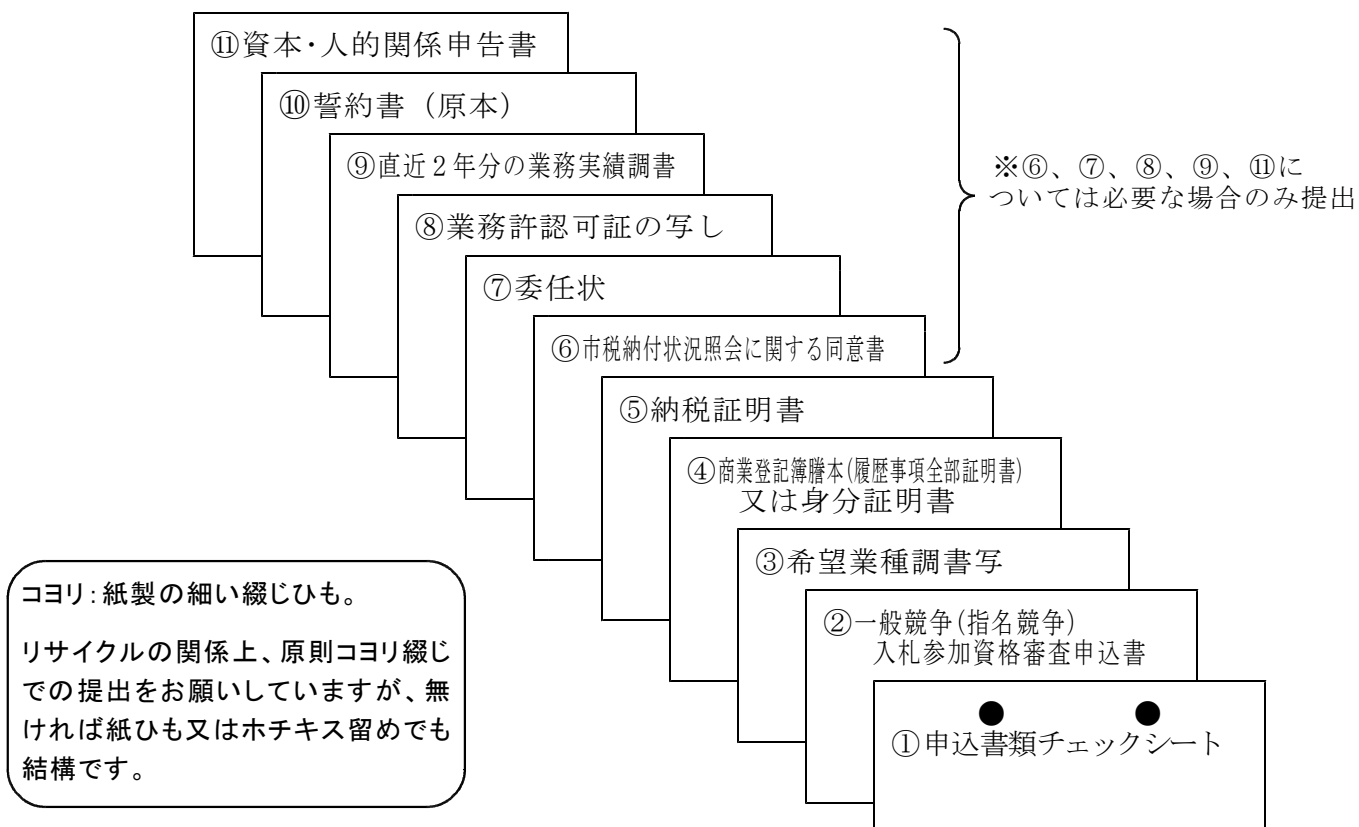 ⑪資本・人的関係申告書
⑩誓約書（原本）
⑨直近２年分の業務実績調書
⑧業務許認可証の写し
⑦委任状
⑥市税納付状況照会に関する同意書
⑤納税証明書
④商業登記簿謄本(履歴事項全部証明書)
又は身分証明書
③希望業種調書写
②一般競争(指名競争)
入札参加資格審査申込書
①申込書類チェックシート
※⑥、⑦、⑧、⑨、⑪に
ついては必要な場合のみ提出
コヨリ：紙製の細い綴じひも。
リサイクルの関係上、原則コヨリ綴じ
での提出をお願いしていますが、無
ければ紙ひも又はホチキス留めでも
結構です。